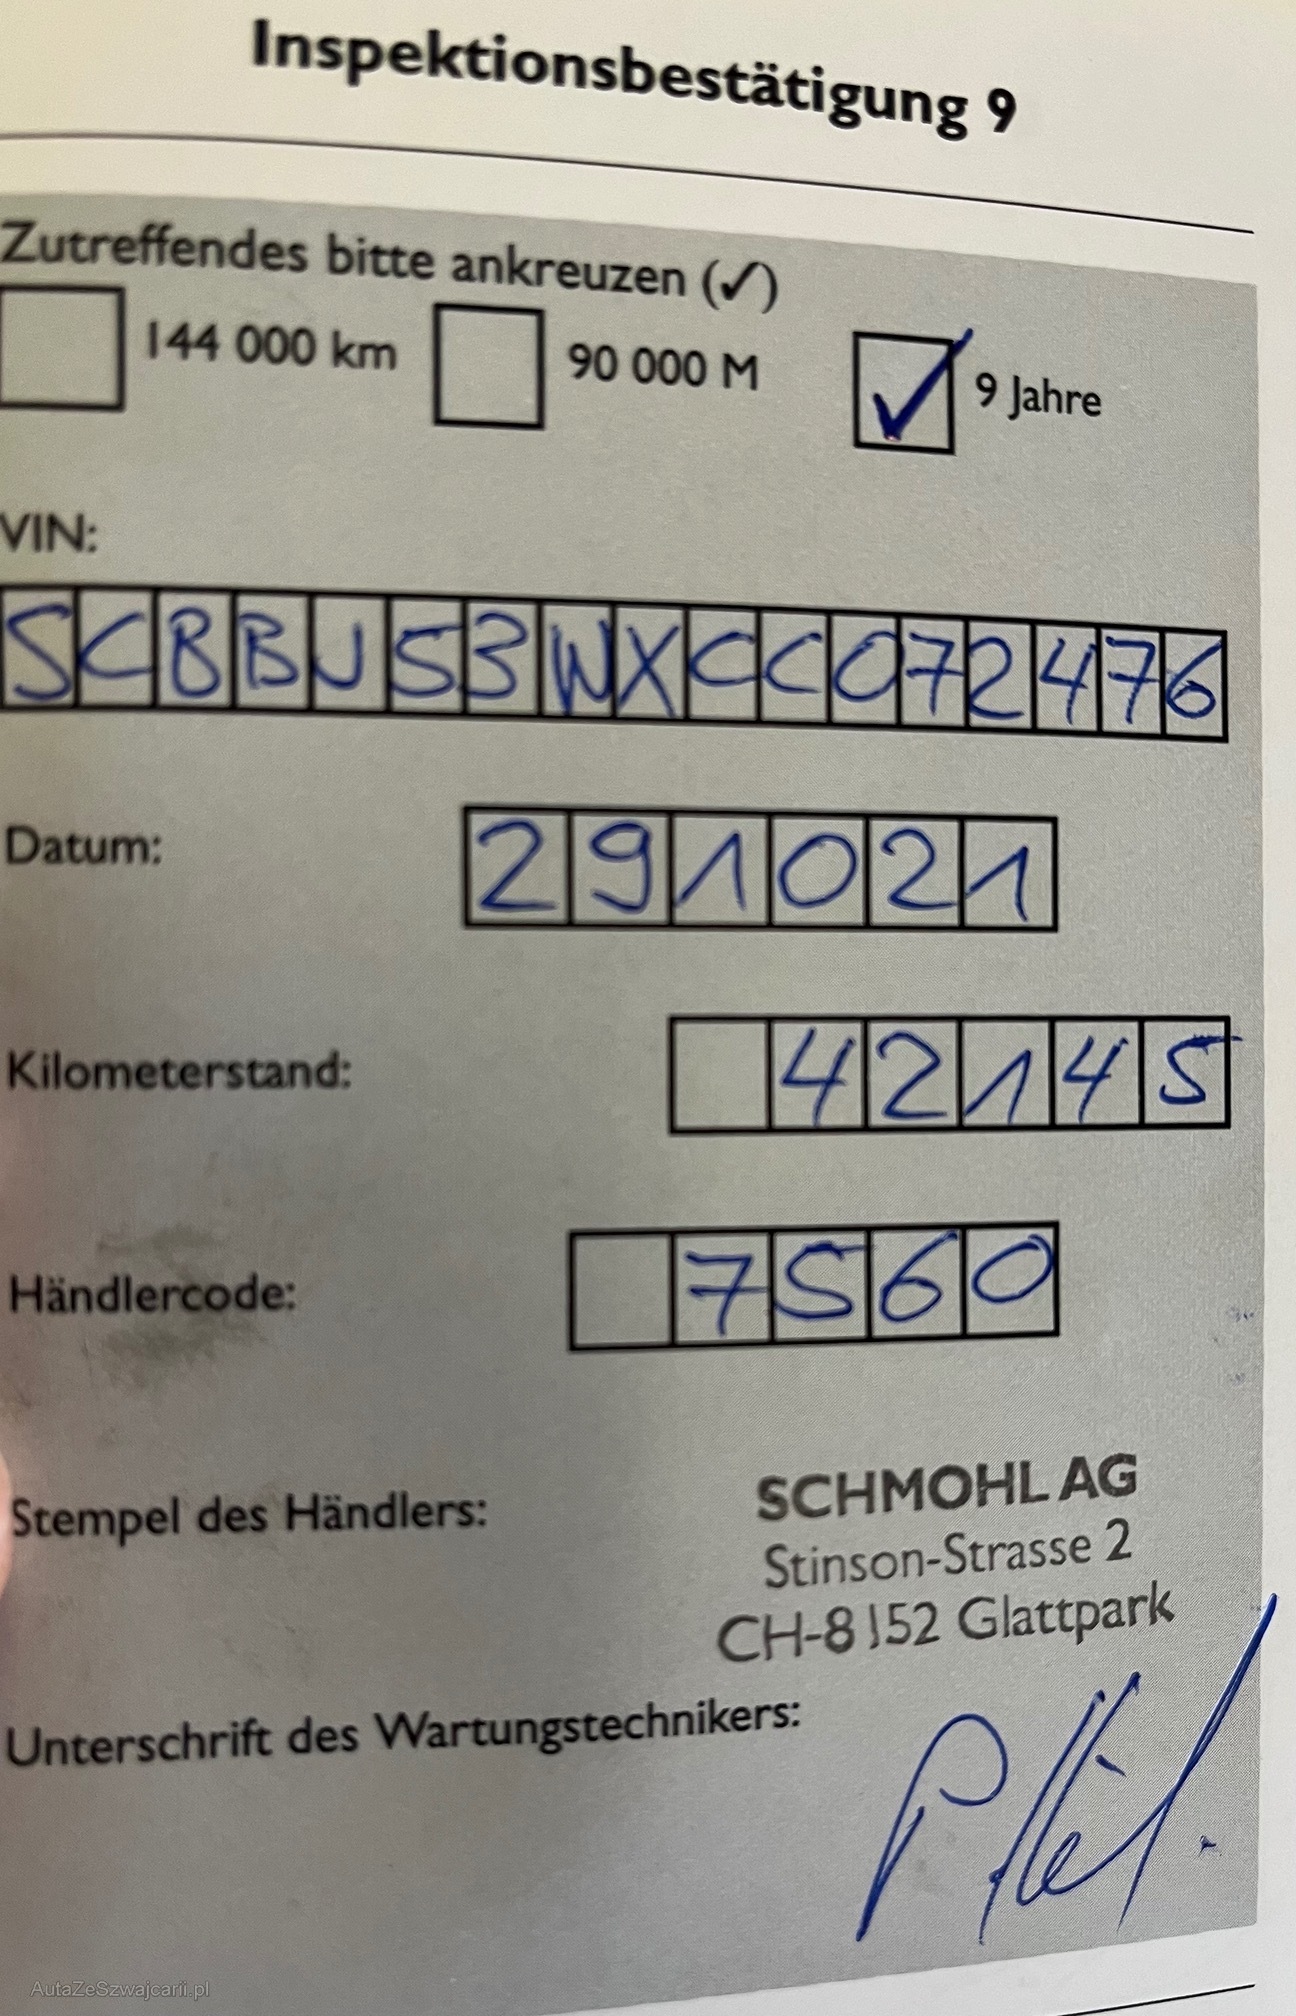 Inspektionsbestätigung 9
Zutreffendes bitte ankreuzen (✓)
144 000 km 90 000 M ✓ 9 Jahre
VIN:
SCBBU53WXCC072476
Datum: 291021
Kilometerstand: 42145
Händlercode: 7560
Stempel des Händlers: SCHMOHL AG
Stinson-Strasse 2
CH-8152 Glattpark
Unterschrift des Wartungstechnikers:
AutaZeSzwajcarii.pl